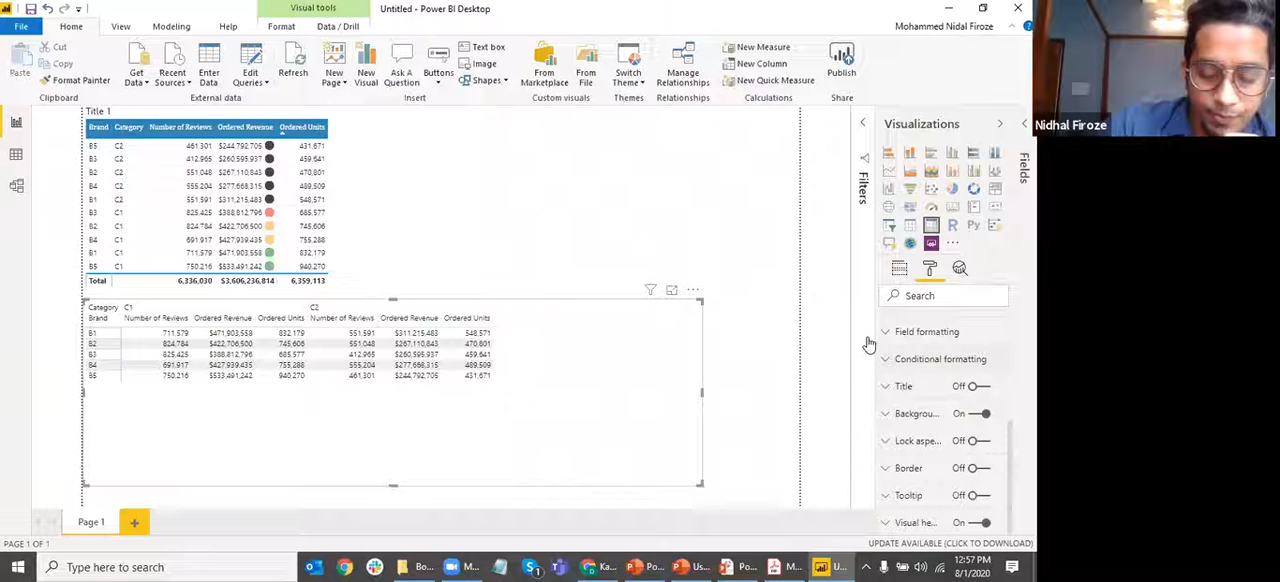 Visual tools
Untitled - Power BI Desktop
File Home View Modeling Help Format Data / Drill
Mohammed Nidal Firoze
Paste
Cut
Copy
Format Painter
Get Data
Recent Sources
Enter Data
Edit Queries
Refresh
New Page
New Visual
Ask A Question
Buttons
Text box
Image
Shapes
From Marketplace
From File
Switch Theme
Manage Relationships
New Measure
New Column
New Quick Measure
Publish
Clipboard External data Insert Custom visuals Themes Relationships Calculations Share
Nidhal Firoze
Title 1
Brand Category Number of Reviews Ordered Revenue Ordered Units
B5 C2 461,301 $244,792,705 431,671
B3 C2 412,965 $260,595,937 459,641
B2 C2 551,048 $267,110,843 470,801
B4 C2 555,204 $277,668,315 489,509
B1 C2 551,591 $311,215,483 548,571
B3 C1 825,425 $388,812,796 685,577
B2 C1 824,784 $422,706,500 745,606
B4 C1 691,917 $427,939,435 755,288
B1 C1 711,579 $471,903,558 832,179
B5 C1 750,216 $533,491,242 940,270
Total 6,336,030 $3,606,236,814 6,359,113
Category C1 C2
Brand Number of Reviews Ordered Revenue Ordered Units Number of Reviews Ordered Revenue Ordered Units
B1 711,579 $471,903,558 832,179 551,591 $311,215,483 548,571
B2 824,784 $422,706,500 745,606 551,048 $267,110,843 470,801
B3 825,425 $388,812,796 685,577 412,965 $260,595,937 459,641
B4 691,917 $427,939,435 755,288 555,204 $277,668,315 489,509
B5 750,216 $533,491,242 940,270 461,301 $244,792,705 431,671
Filters
Visualizations
Fields
R Py
Search
Field formatting
Conditional formatting
Title Off
Backgrou... On
Lock aspe... Off
Border Off
Tooltip Off
Visual he... On
Page 1
PAGE 1 OF 1
UPDATE AVAILABLE (CLICK TO DOWNLOAD)
Type here to search
Bo...
M...
Ka...
Po...
Us...
Po...
M...
U...
12:57 PM
8/1/2020